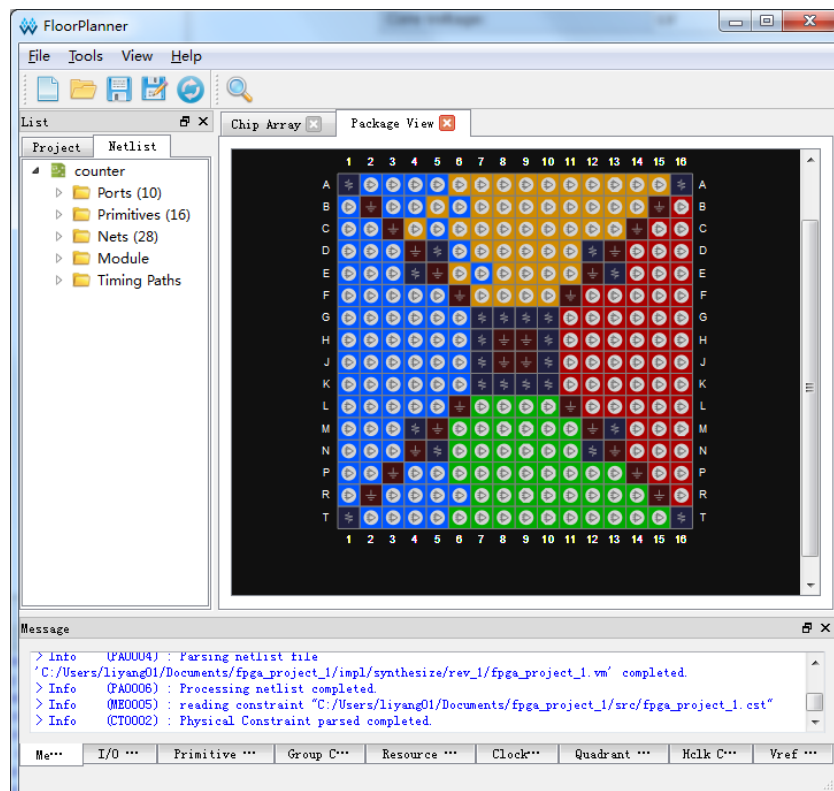 FloorPlanner
File Tools View Help
List
Project Netlist
counter
Ports (10)
Primitives (16)
Nets (28)
Module
Timing Paths
Chip Array Package View
1 2 3 4 5 6 7 8 9 10 11 12 13 14 15 16
A A
B B
C C
D D
E E
F F
G G
H H
J J
K K
L L
M M
N N
P P
R R
T T
1 2 3 4 5 6 7 8 9 10 11 12 13 14 15 16
Message
> Info (PA0004) : Parsing netlist file
'C:/Users/liyang01/Documents/fpga_project_1/impl/synthesize/rev_1/fpga_project_1.vm' completed.
> Info (PA0006) : Processing netlist completed.
> Info (ME0005) : reading constraint "C:/Users/liyang01/Documents/fpga_project_1/src/fpga_project_1.cst"
> Info (CT0002) : Physical Constraint parsed completed.
Me… I/O … Primitive … Group C… Resource … Clock… Quadrant … Hclk C… Vref …